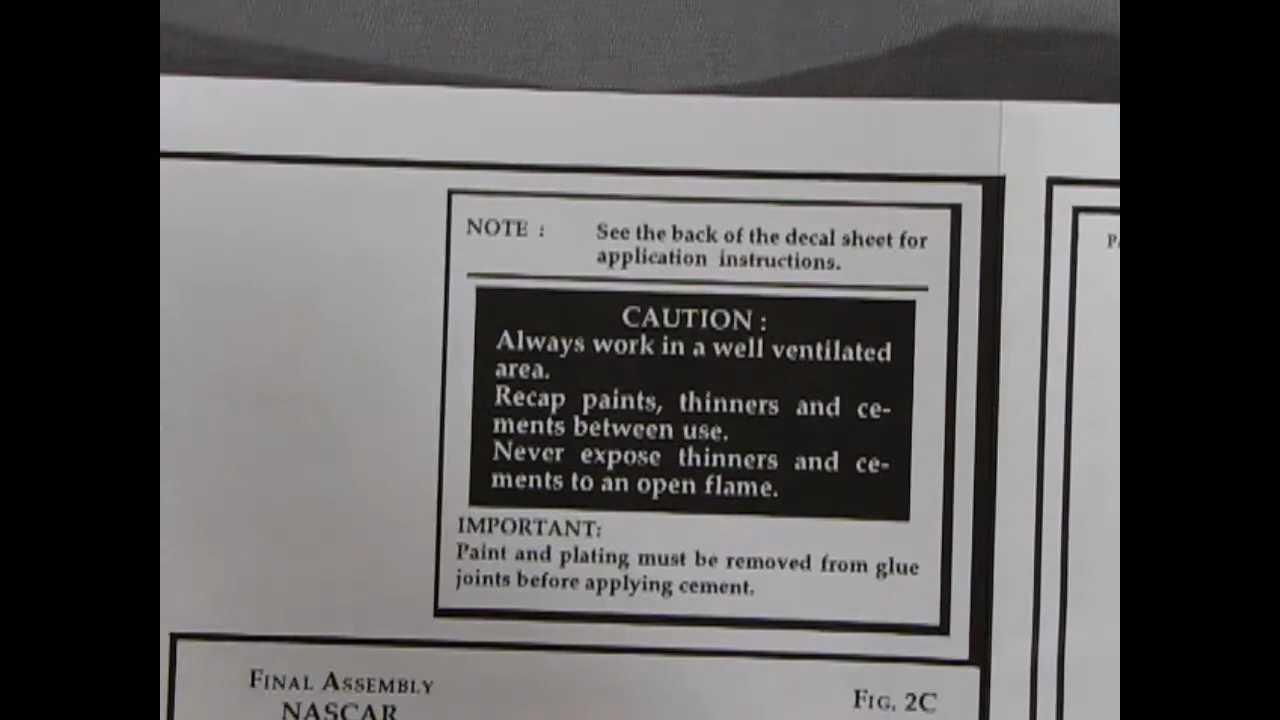 NOTE : See the back of the decal sheet for
application instructions.
CAUTION :
Always work in a well ventilated
area.
Recap paints, thinners and ce-
ments between use.
Never expose thinners and ce-
ments to an open flame.
IMPORTANT:
Paint and plating must be removed from glue
joints before applying cement.
FINAL ASSEMBLY
NASCAR
FIG. 2C